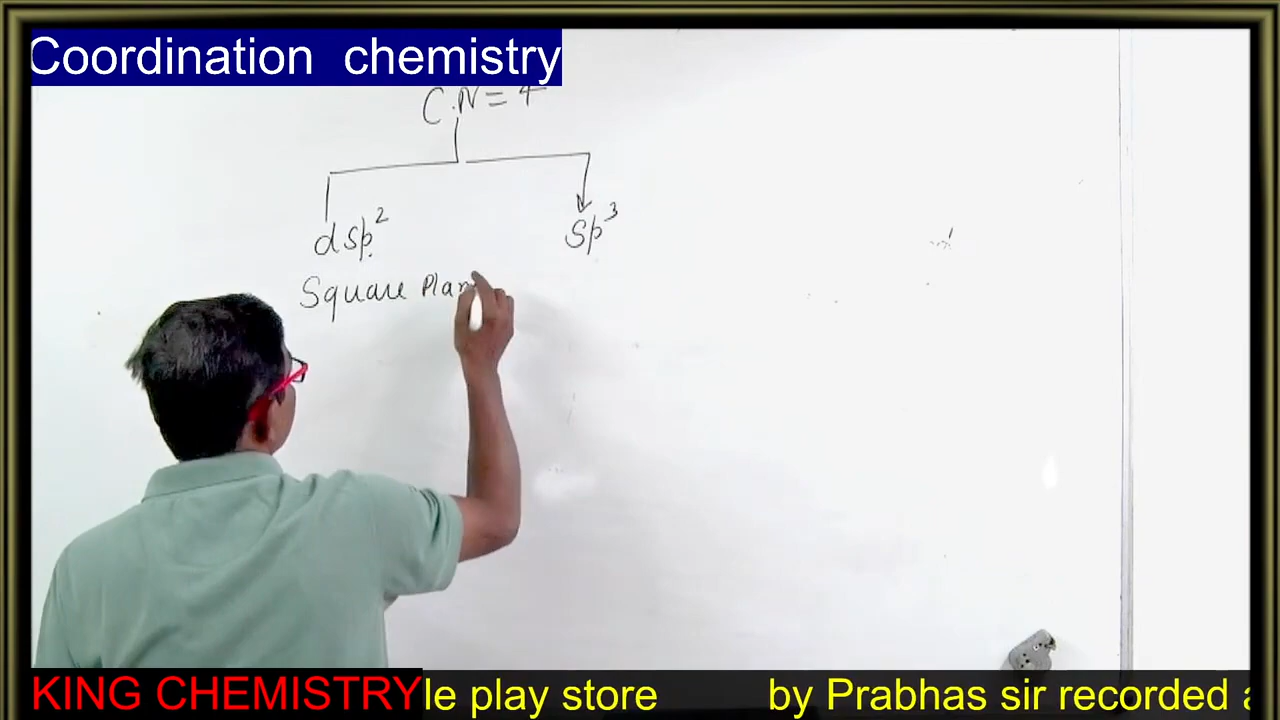 Coordination chemistry
C.N = 4
dsp² sp³
Square Plan
KING CHEMISTRY le play store by Prabhas sir recorded a